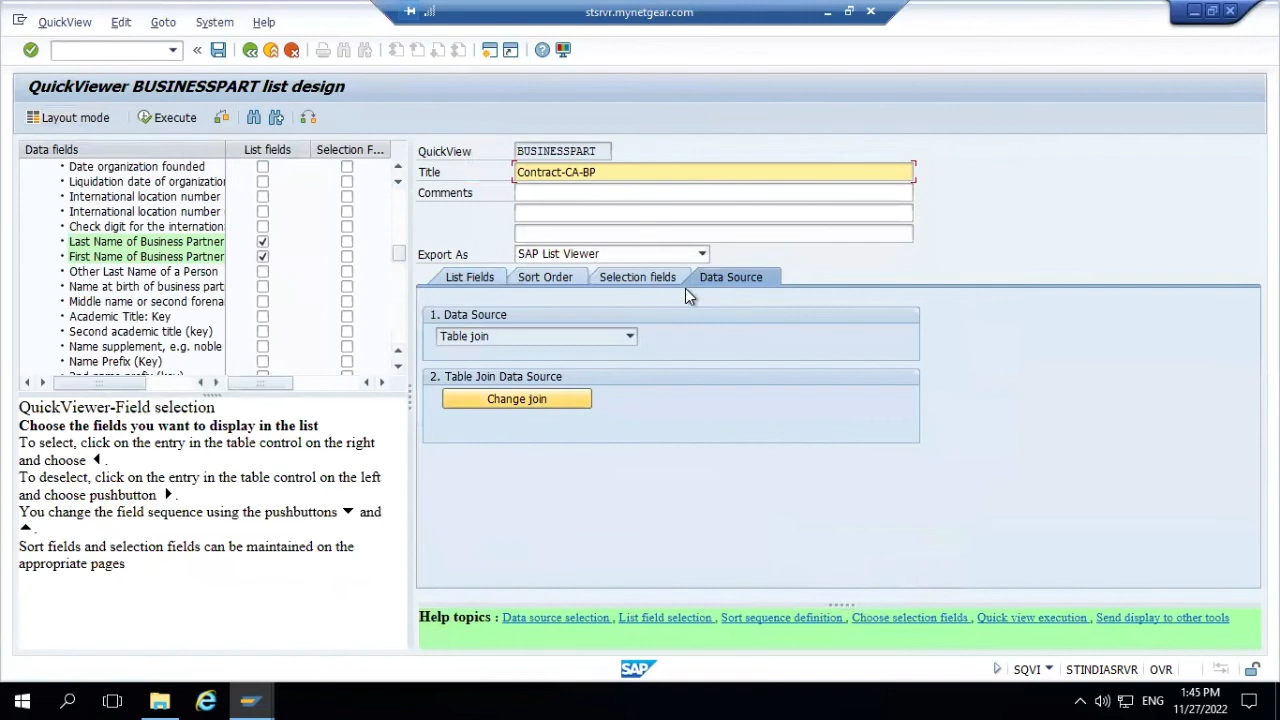 stsrvr.mynetgear.com
QuickView Edit Goto System Help
QuickViewer BUSINESSPART list design
Layout mode Execute
Data fields List fields Selection F...
Date organization founded
Liquidation date of organization
International location number
International location number
Check digit for the internation
Last Name of Business Partner
First Name of Business Partner
Other Last Name of a Person
Name at birth of business part
Middle name or second forena
Academic Title: Key
Second academic title (key)
Name supplement, e.g. noble
Name Prefix (Key)
QuickViewer-Field selection
Choose the fields you want to display in the list
To select, click on the entry in the table control on the right
and choose .
To deselect, click on the entry in the table control on the left
and choose pushbutton .
You change the field sequence using the pushbuttons and
.
Sort fields and selection fields can be maintained on the
appropriate pages
QuickView BUSINESSPART
Title Contract-CA-BP
Comments
Export As SAP List Viewer
List Fields Sort Order Selection fields Data Source
1. Data Source
Table join
2. Table Join Data Source
Change join
Help topics : Data source selection , List field selection , Sort sequence definition , Choose selection fields , Quick view execution , Send display to other tools
SAP SQVI STINDIASRVR OVR
ENG
1:45 PM
11/27/2022